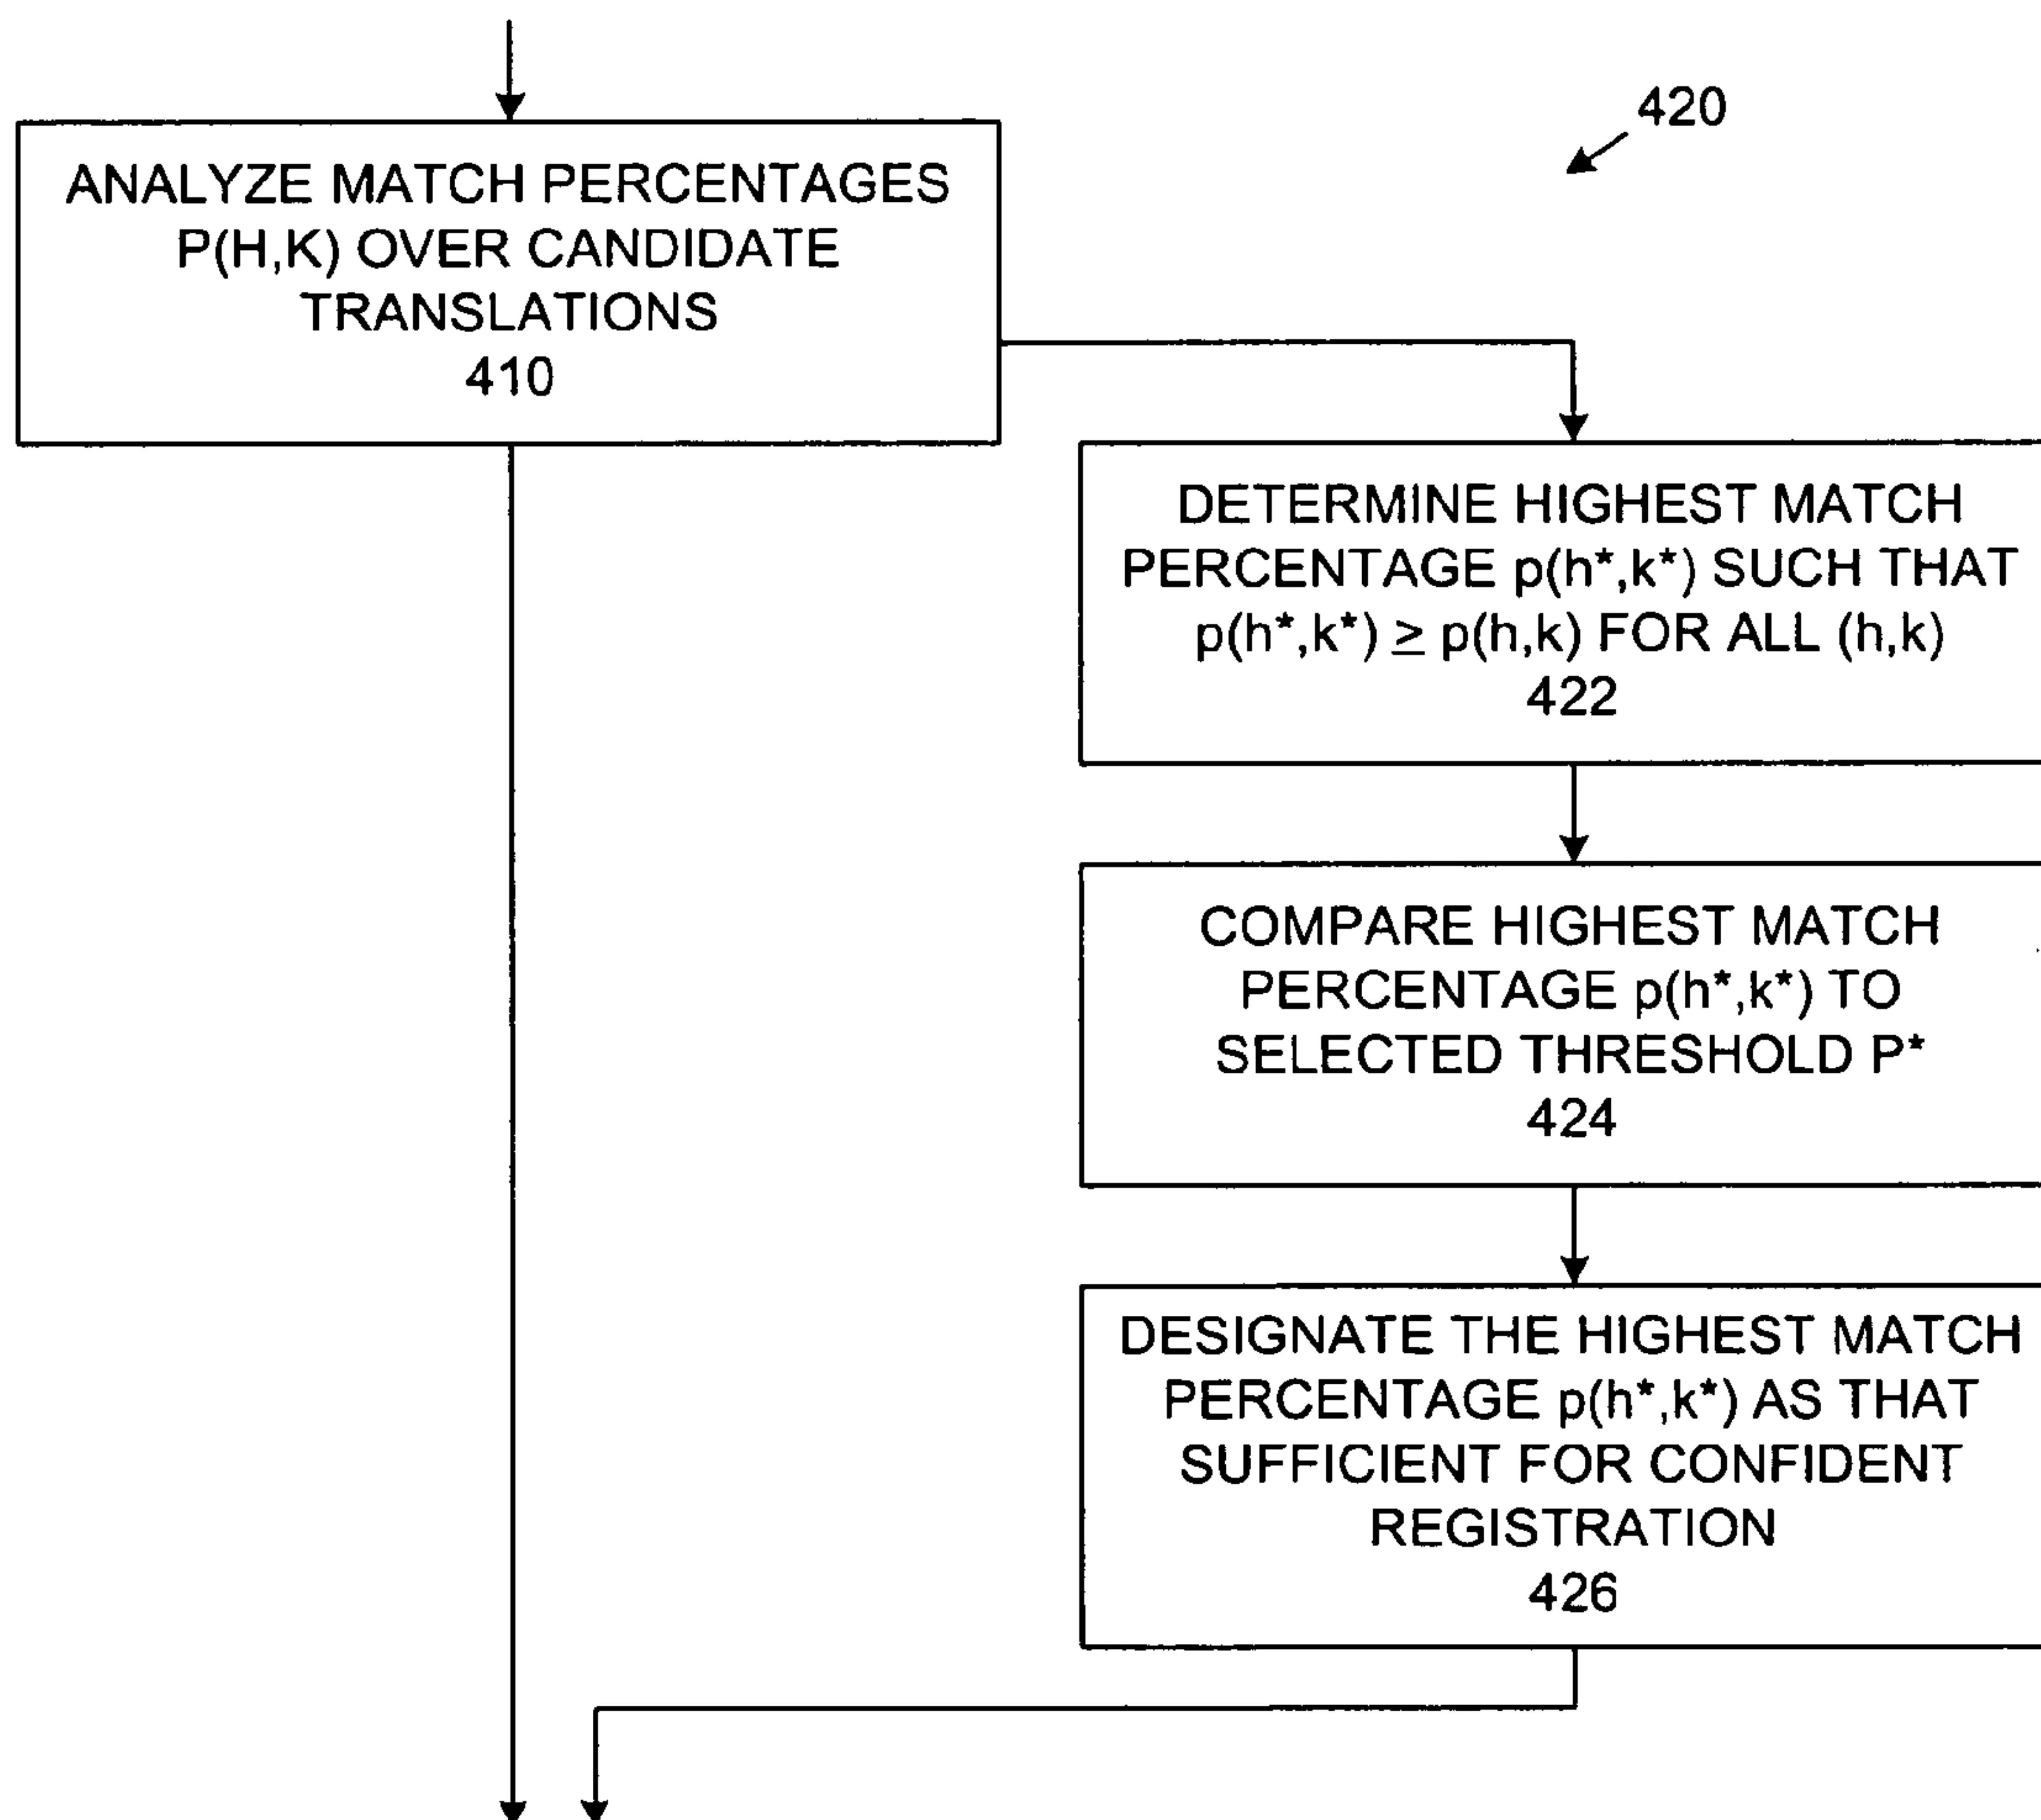 420
ANALYZE MATCH PERCENTAGES
P(H,K) OVER CANDIDATE
TRANSLATIONS
410
DETERMINE HIGHEST MATCH
PERCENTAGE p(h*,k*) SUCH THAT
p(h*,k*) ≥ p(h,k) FOR ALL (h,k)
422
COMPARE HIGHEST MATCH
PERCENTAGE p(h*,k*) TO
SELECTED THRESHOLD P*
424
DESIGNATE THE HIGHEST MATCH
PERCENTAGE p(h*,k*) AS THAT
SUFFICIENT FOR CONFIDENT
REGISTRATION
426